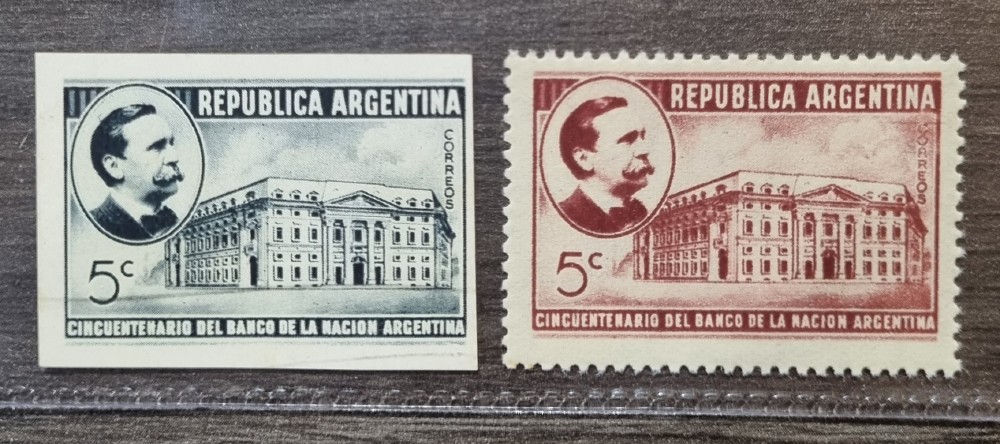 REPUBLICA ARGENTINA
CORREOS
5c
CINCUENTENARIO DEL BANCO DE LA NACION ARGENTINA
REPUBLICA ARGENTINA
CORREOS
5c
CINCUENTENARIO DEL BANCO DE LA NACION ARGENTINA